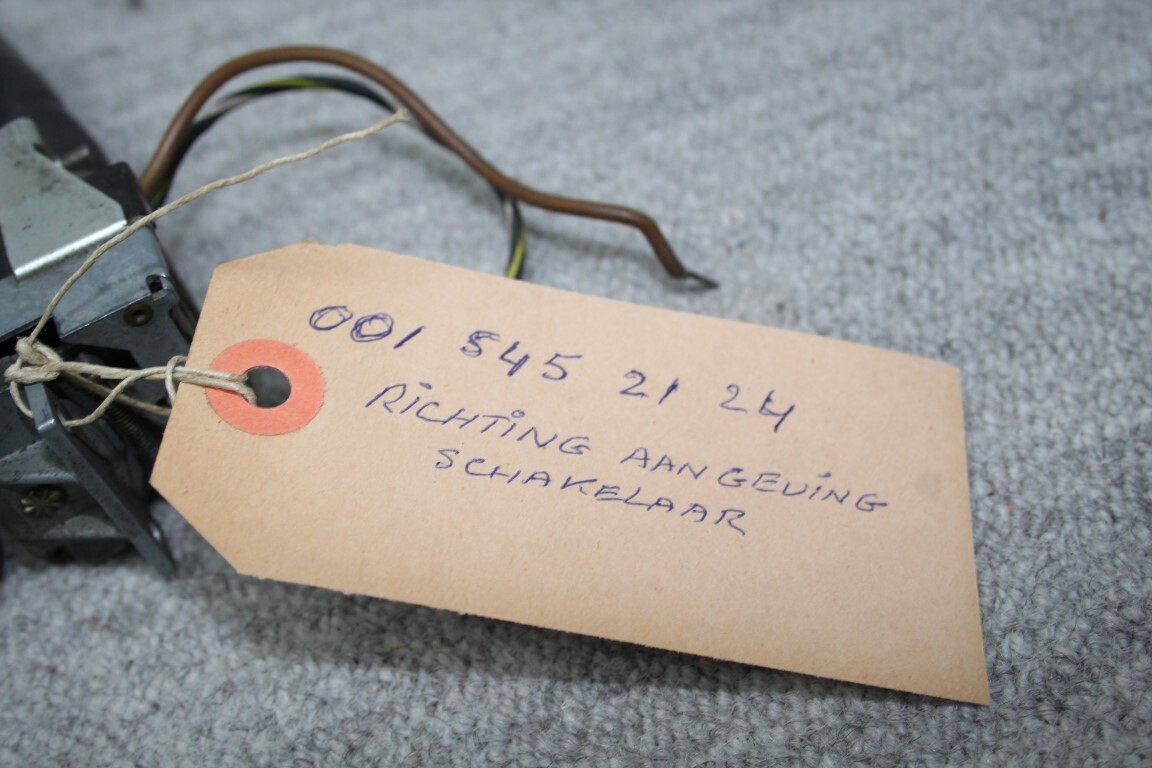 001 545 21 24
RICHTING AANGEVING
SCHAKELAAR